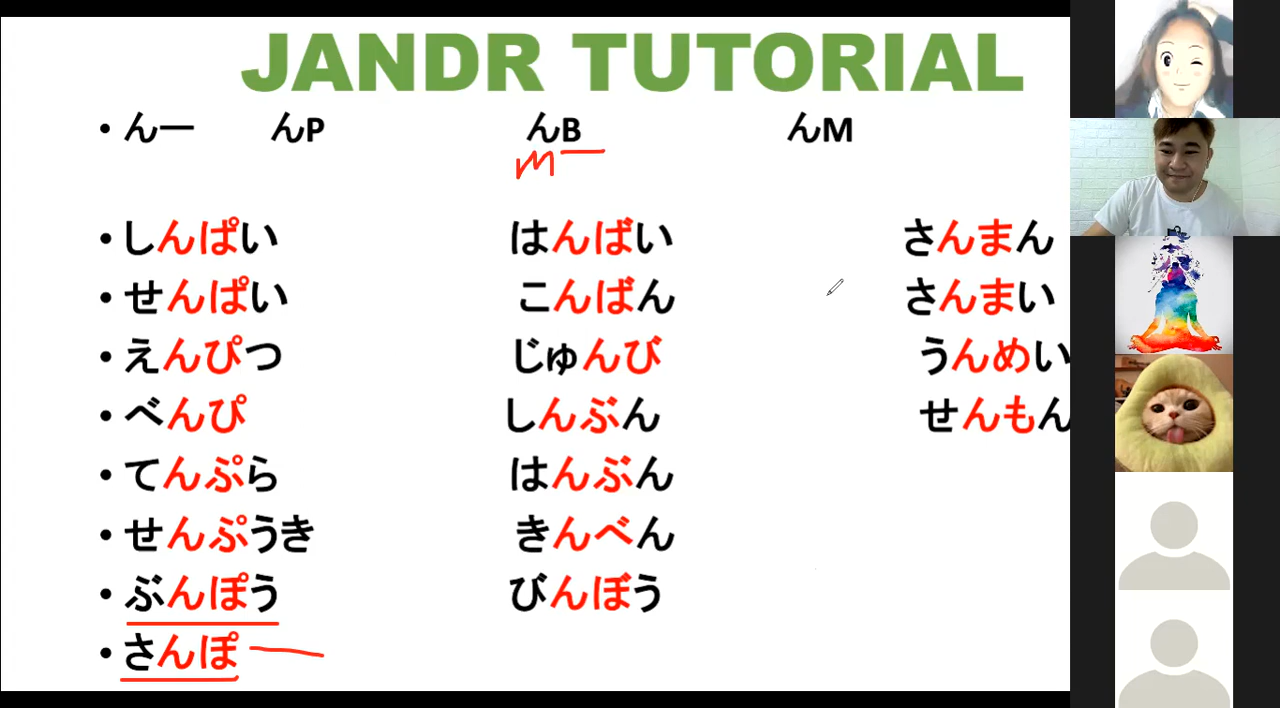 JANDR TUTORIAL
• んー んP んB んM
m
• しんぱい はんばい さんまん
• せんぱい こんばん さんまい
• えんぴつ じゅんび うんめい
• べんぴ しんぶん せんもん
• てんぷら はんぶん
• せんぷうき きんべん
• ぶんぽう びんぼう
• さんぽ